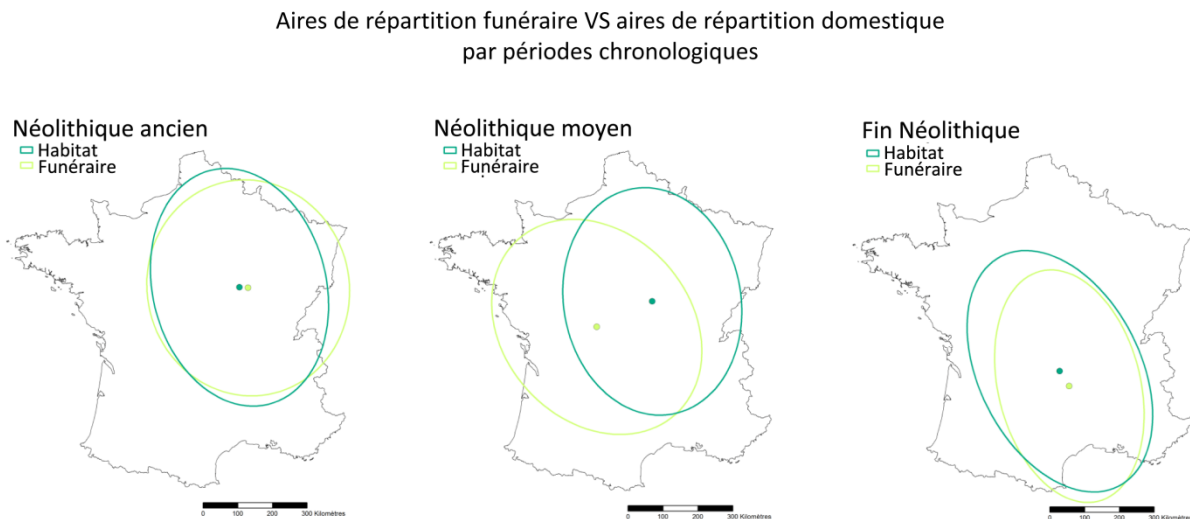 Aires de répartition funéraire VS aires de répartition domestique
par périodes chronologiques
Néolithique ancien
Habitat
Funéraire
0 100 200 300 Kilomètres
Néolithique moyen
Habitat
Funéraire
0 100 200 300 Kilomètres
Fin Néolithique
Habitat
Funéraire
0 100 200 300 Kilomètres